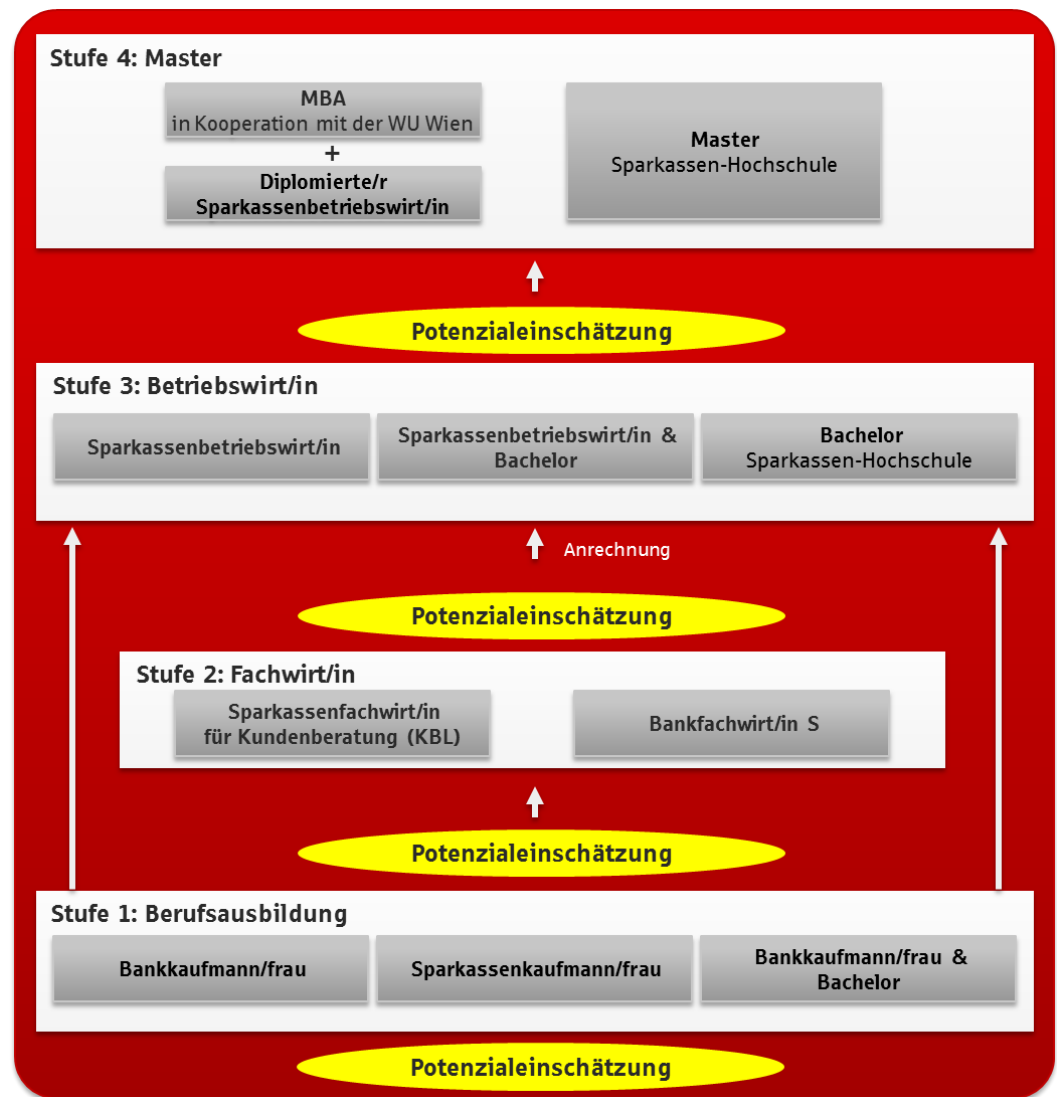 Stufe 4: Master
MBA
in Kooperation mit der WU Wien
+
Diplomierte/r
Sparkassenbetriebswirt/in
Master
Sparkassen-Hochschule
Potenzialeinschätzung
Stufe 3: Betriebswirt/in
Sparkassenbetriebswirt/in
Sparkassenbetriebswirt/in &
Bachelor
Bachelor
Sparkassen-Hochschule
Anrechnung
Potenzialeinschätzung
Stufe 2: Fachwirt/in
Sparkassenfachwirt/in
für Kundenberatung (KBL)
Bankfachwirt/in S
Potenzialeinschätzung
Stufe 1: Berufsausbildung
Bankkaufmann/frau
Sparkassenkaufmann/frau
Bankkaufmann/frau &
Bachelor
Potenzialeinschätzung